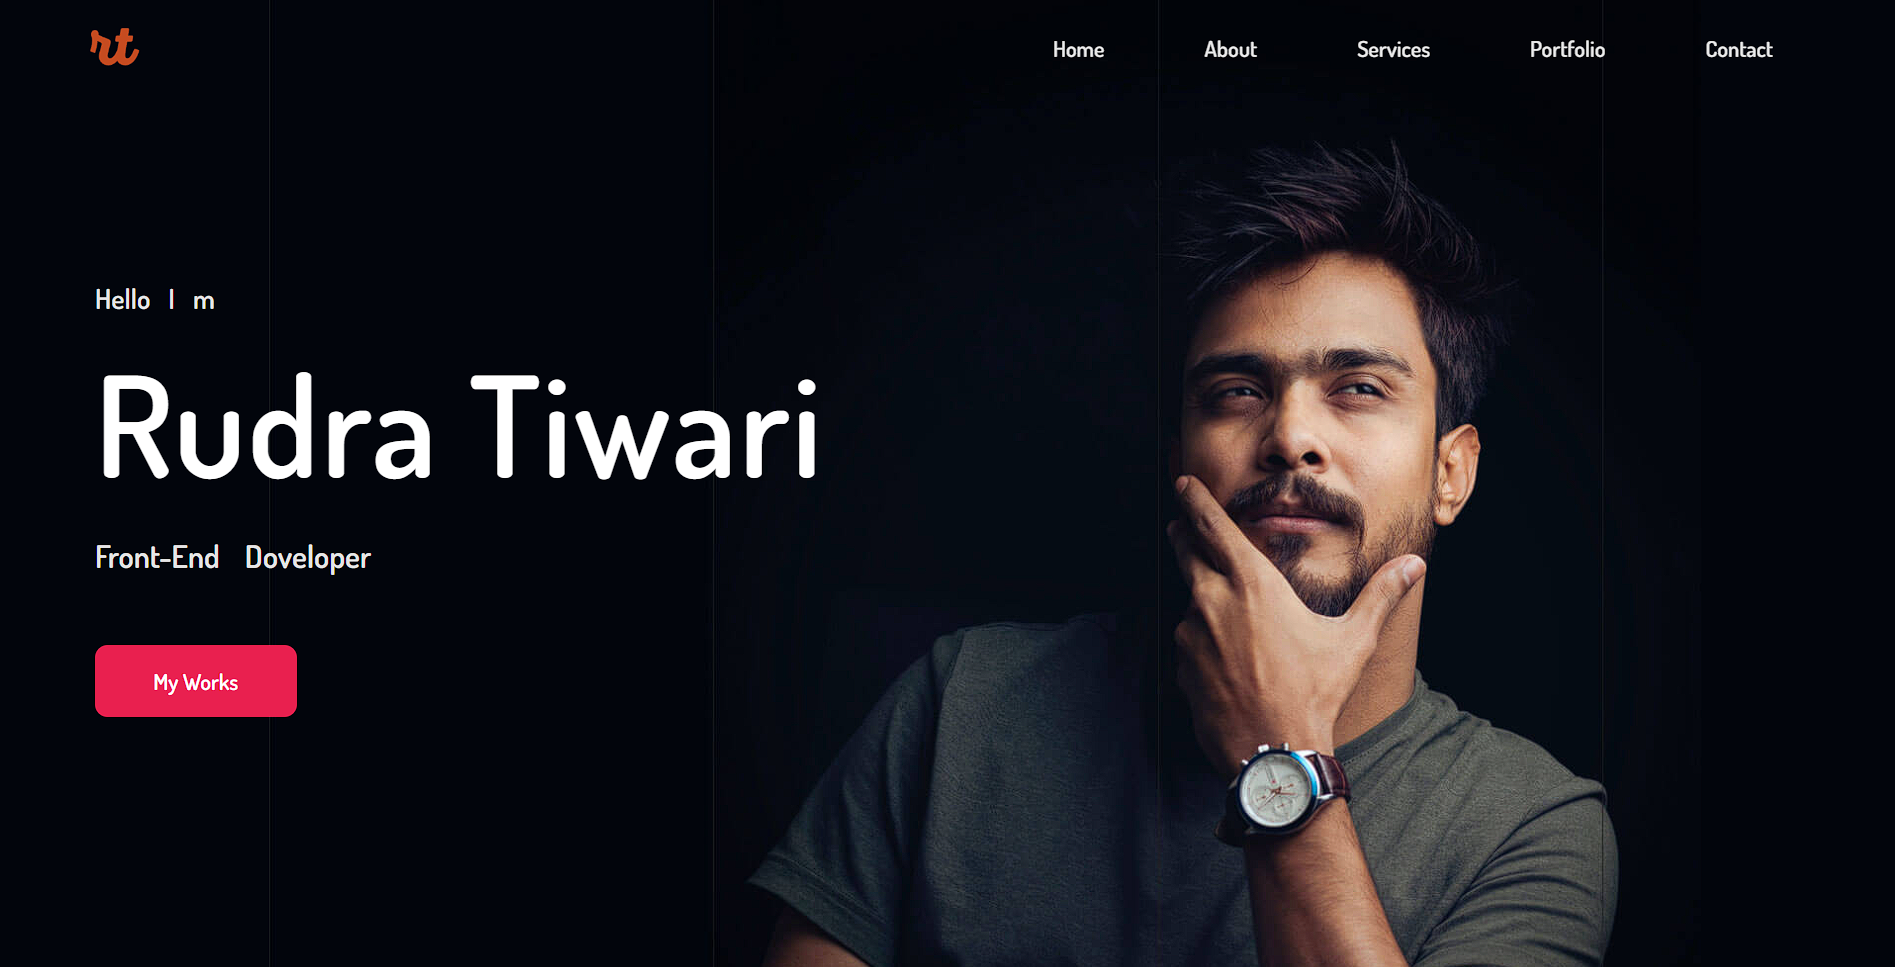 rt
Home About Services Portfolio Contact
Hello I m
Rudra Tiwari
Front-End Doveloper
My Works